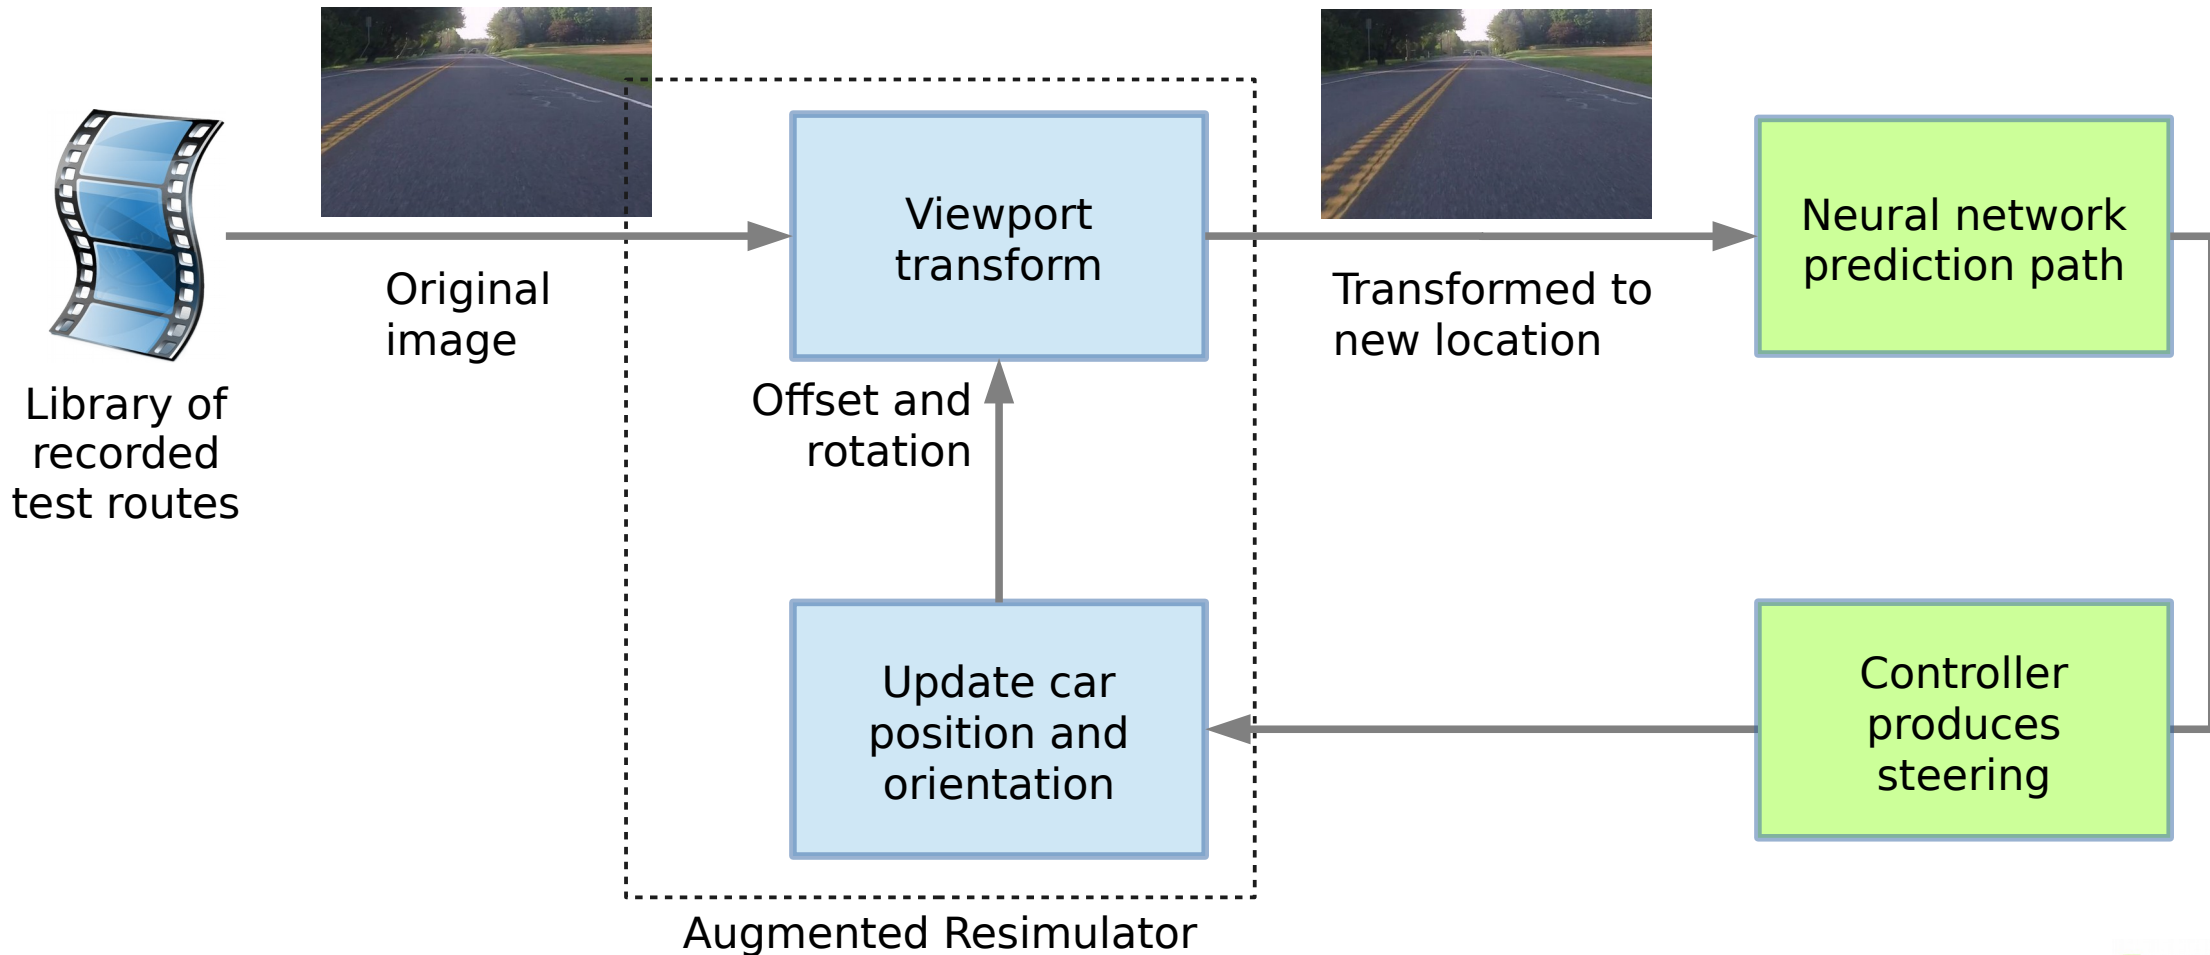 Viewport
transform
Neural network
prediction path
Original
image
Transformed to
new location
Library of
recorded
test routes
Offset and
rotation
Update car
position and
orientation
Controller
produces
steering
Augmented Resimulator